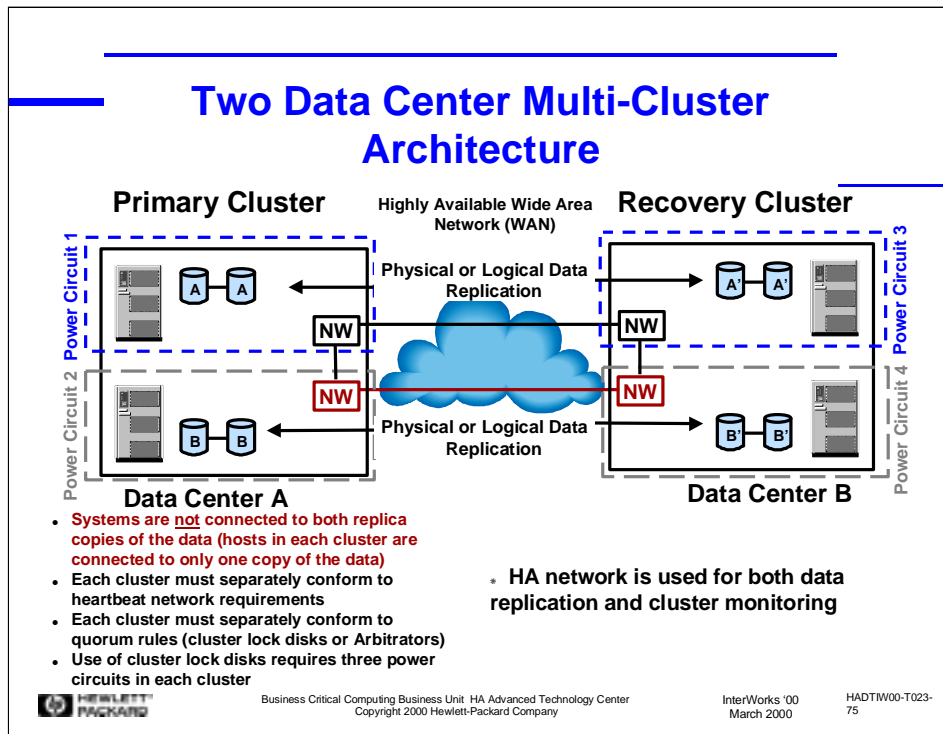 Two Data Center Multi-Cluster
Architecture
Primary Cluster
Highly Available Wide Area
Network (WAN)
Recovery Cluster
Power Circuit 1
A
A
Physical or Logical Data
Replication
A'
A'
Power Circuit 3
NW
NW
NW
NW
Power Circuit 2
B
B
Physical or Logical Data
Replication
B'
B'
Power Circuit 4
Data Center A
Data Center B
• Systems are not connected to both replica
copies of the data (hosts in each cluster are
connected to only one copy of the data)
• Each cluster must separately conform to
heartbeat network requirements
• Each cluster must separately conform to
quorum rules (cluster lock disks or Arbitrators)
• Use of cluster lock disks requires three power
circuits in each cluster
* HA network is used for both data
replication and cluster monitoring
hp HEWLETT
PACKARD
Business Critical Computing Business Unit HA Advanced Technology Center
Copyright 2000 Hewlett-Packard Company
InterWorks ‘00
March 2000
HADTIW00-T023-
75